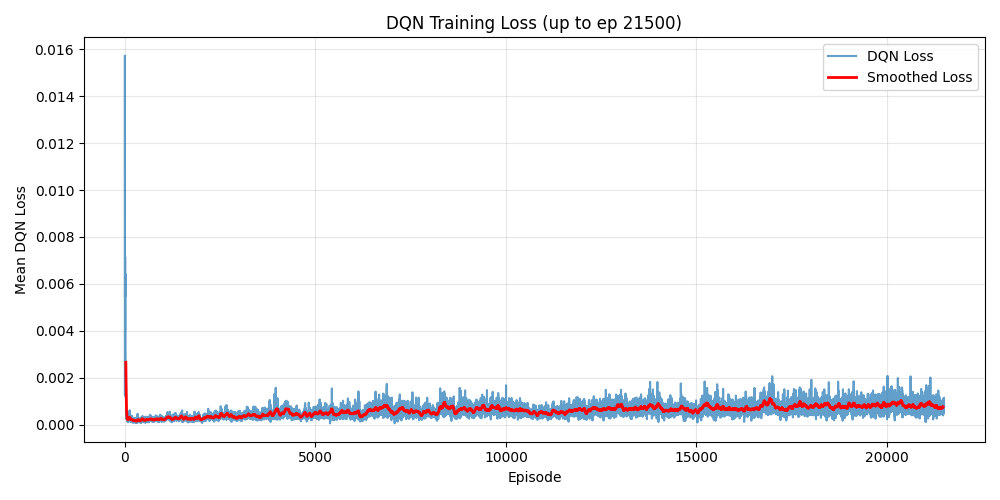 DQN Training Loss (up to ep 21500)
DQN Loss
Smoothed Loss
Mean DQN Loss
0.016
0.014
0.012
0.010
0.008
0.006
0.004
0.002
0.000
0
5000
10000
15000
20000
Episode